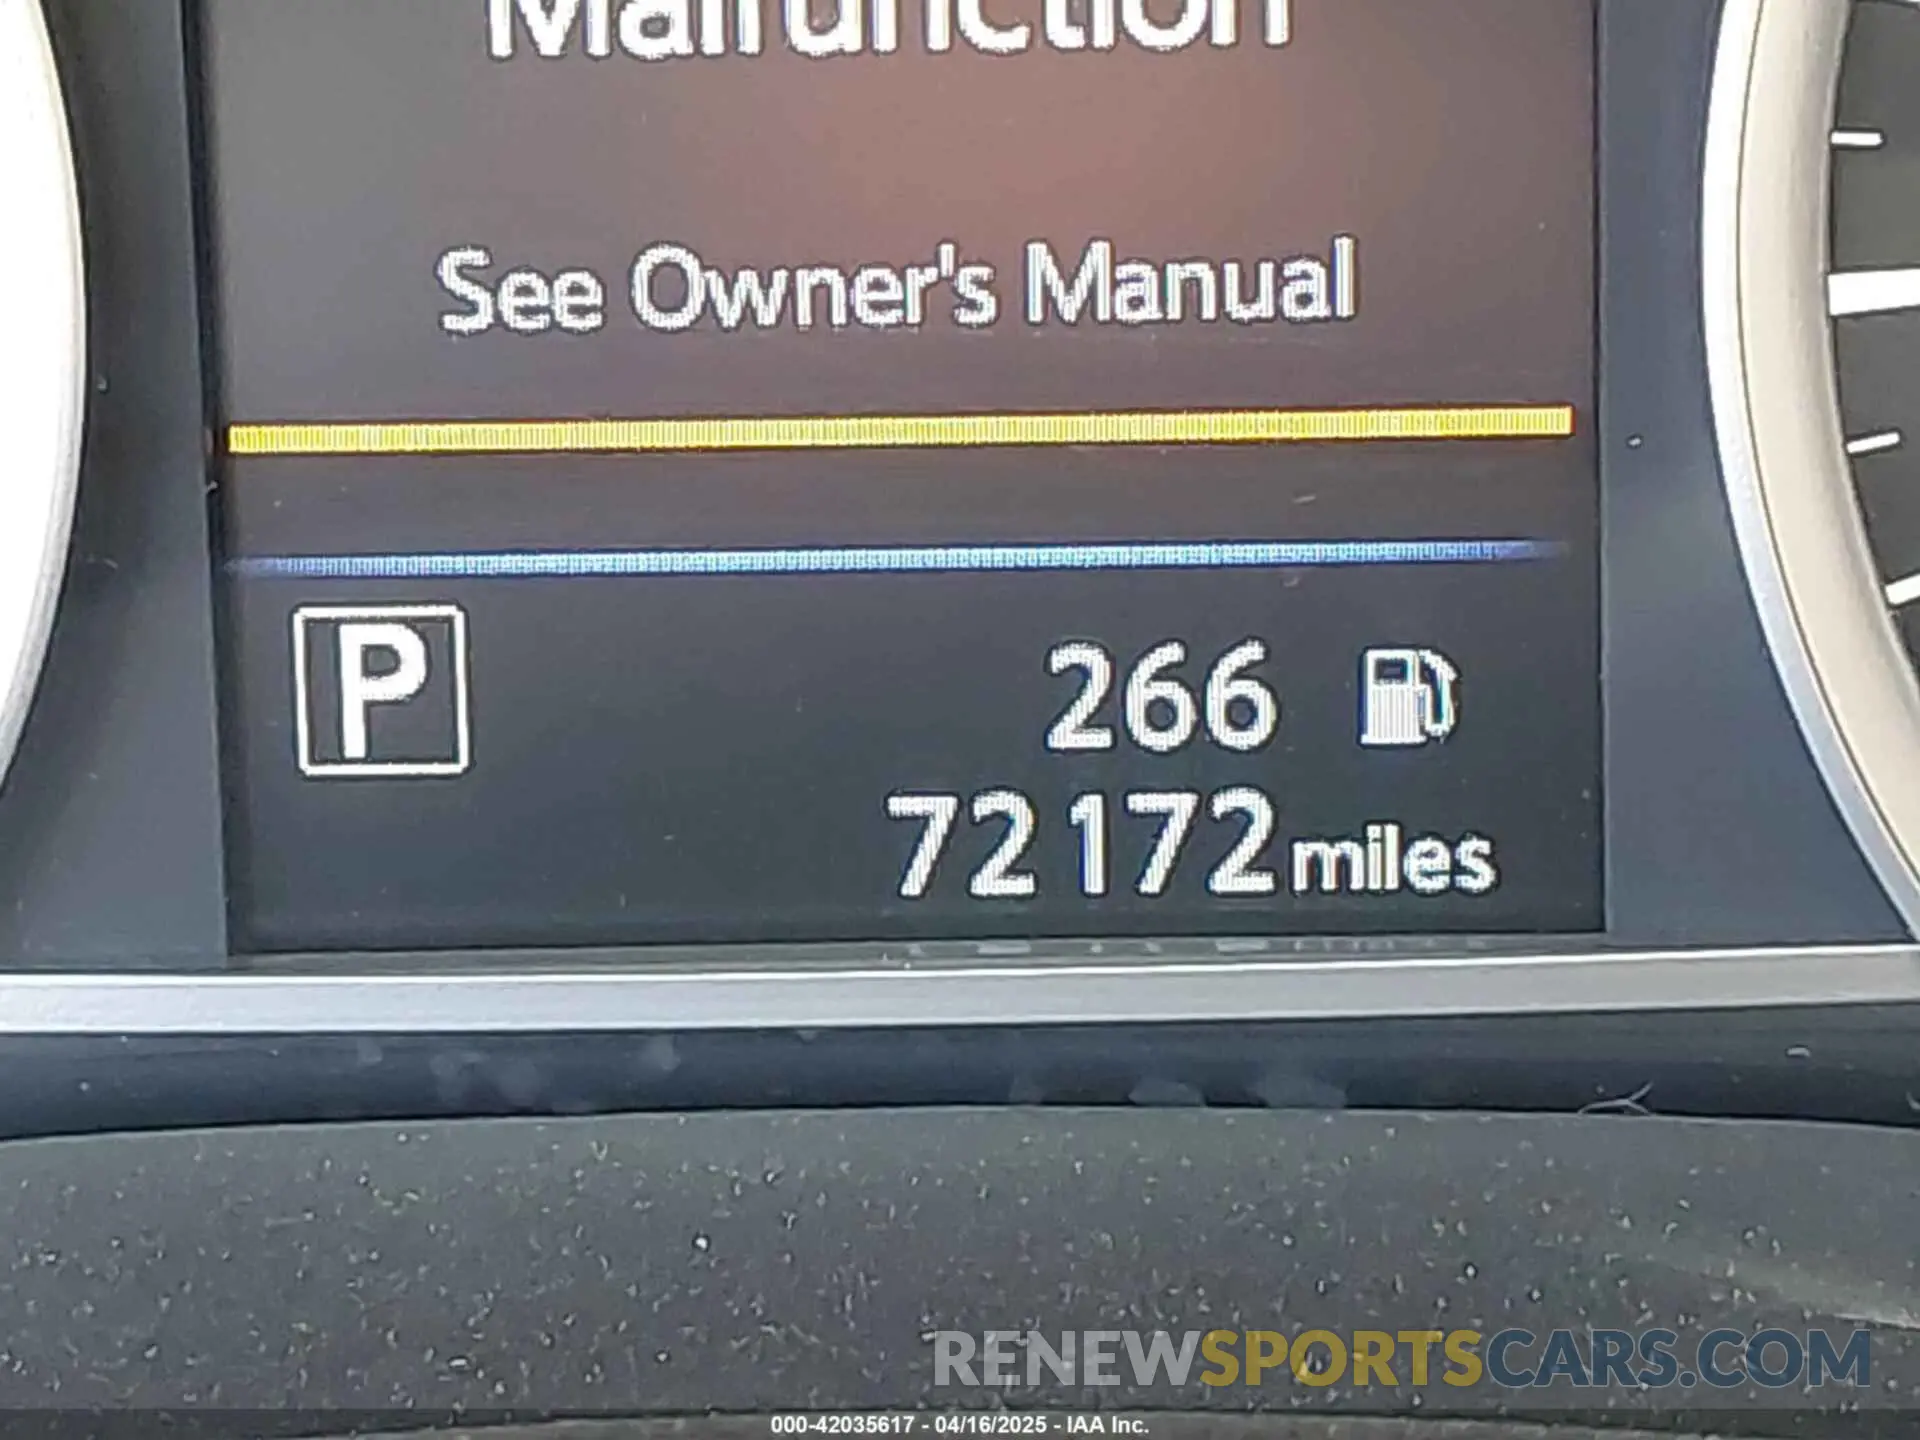 Malfunction
See Owner's Manual
P
266
72172 miles
RENEWSPORTSCARS.COM
000-42035617 - 04/16/2025 - IAA Inc.